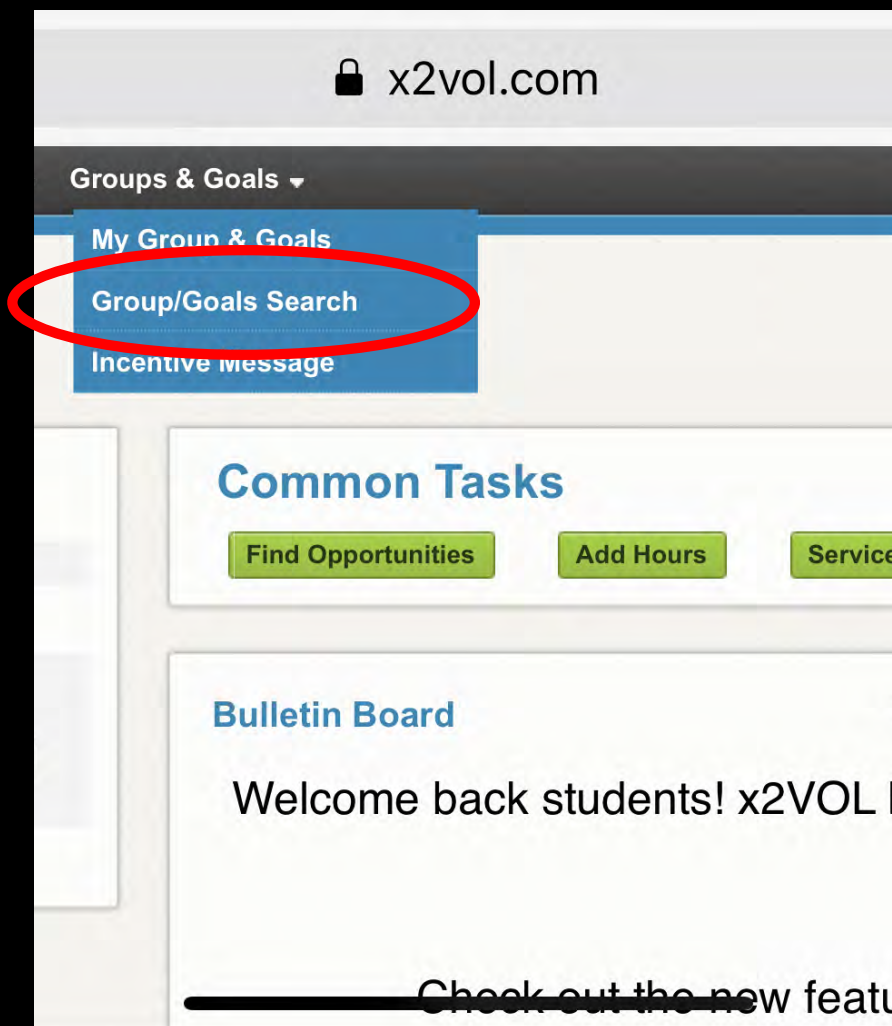 x2vol.com
Groups & Goals
My Group & Goals
Group/Goals Search
Incentive Message
Common Tasks
Find Opportunities Add Hours Service
Bulletin Board
Welcome back students! x2VOL
Check out the new featu